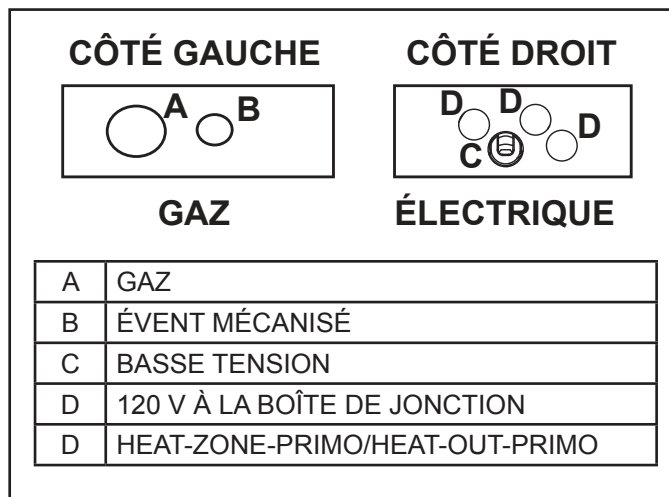 CÔTÉ GAUCHE
CÔTÉ DROIT
A
B
D
D
D
C
GAZ
ÉLECTRIQUE
A GAZ
B ÉVENT MÉCANISÉ
C BASSE TENSION
D 120 V À LA BOÎTE DE JONCTION
D HEAT-ZONE-PRIMO/HEAT-OUT-PRIMO